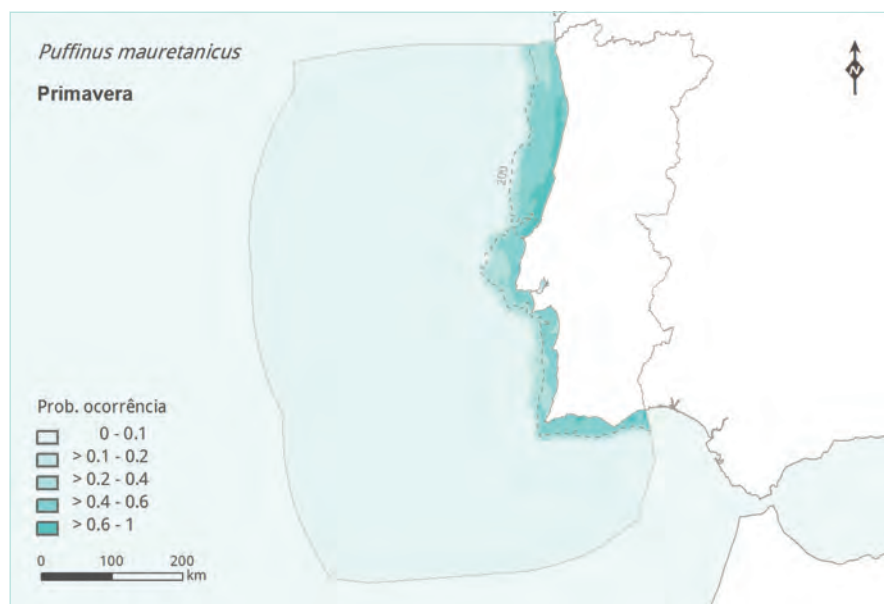 Puffinus mauretanicus
Primavera
N
200
Prob. ocorrência
0 - 0.1
> 0.1 - 0.2
> 0.2 - 0.4
> 0.4 - 0.6
> 0.6 - 1
0 100 200
km